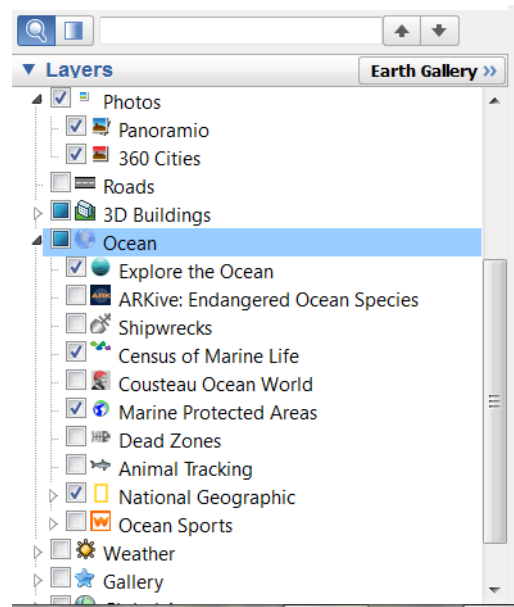 Layers
Earth Gallery »
Photos
Panoramio
360 Cities
Roads
3D Buildings
Ocean
Explore the Ocean
ARK ARKive: Endangered Ocean Species
Shipwrecks
Census of Marine Life
Cousteau Ocean World
Marine Protected Areas
Dead Zones
Animal Tracking
National Geographic
Ocean Sports
Weather
Gallery